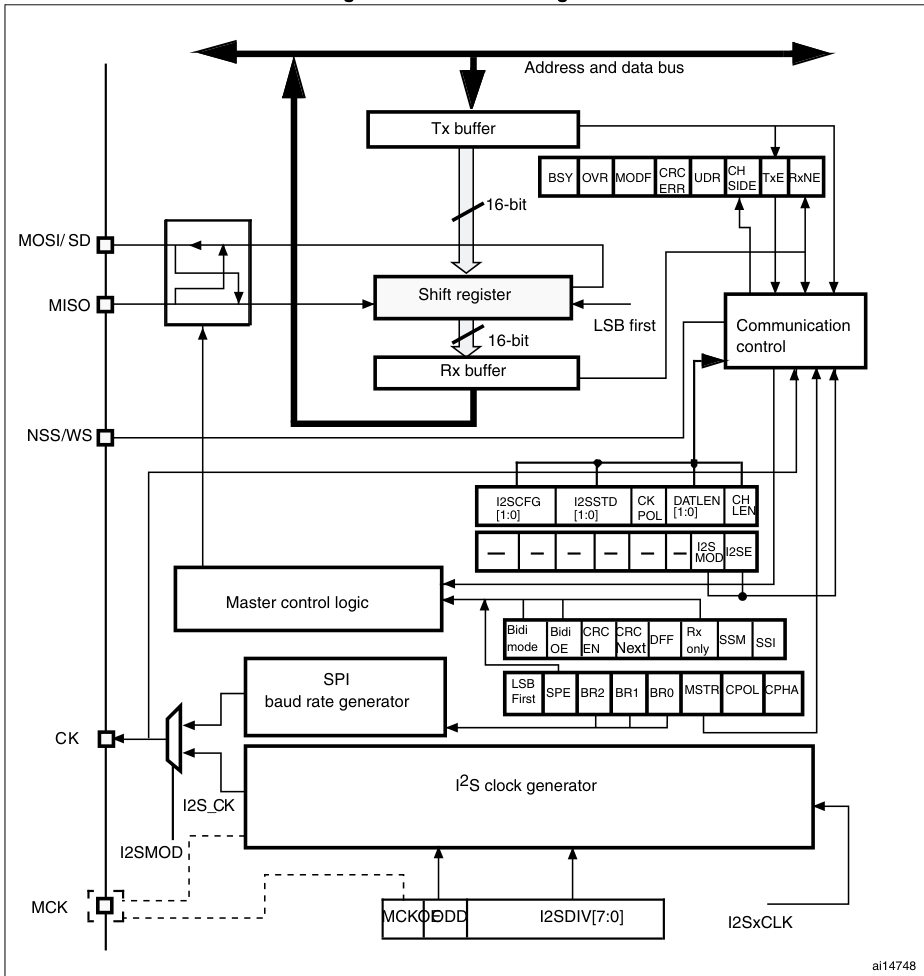 Address and data bus
Tx buffer
BSY OVR MODF CRC ERR UDR CH SIDE TxE RxNE
16-bit
MOSI/ SD
MISO
Shift register
LSB first
Communication
control
16-bit
Rx buffer
NSS/WS
I2SCFG [1:0] I2SSTD [1:0] CK POL DATLEN [1:0] CH LEN
— — — — — — I2S MOD I2SE
Master control logic
Bidi mode Bidi OE CRC EN CRC Next DFF Rx only SSM SSI
LSB First SPE BR2 BR1 BR0 MSTR CPOL CPHA
SPI
baud rate generator
CK
I2S clock generator
I2S_CK
I2SMOD
MCK
MCKOE ODD I2SDIV[7:0]
I2SxCLK
ai14748